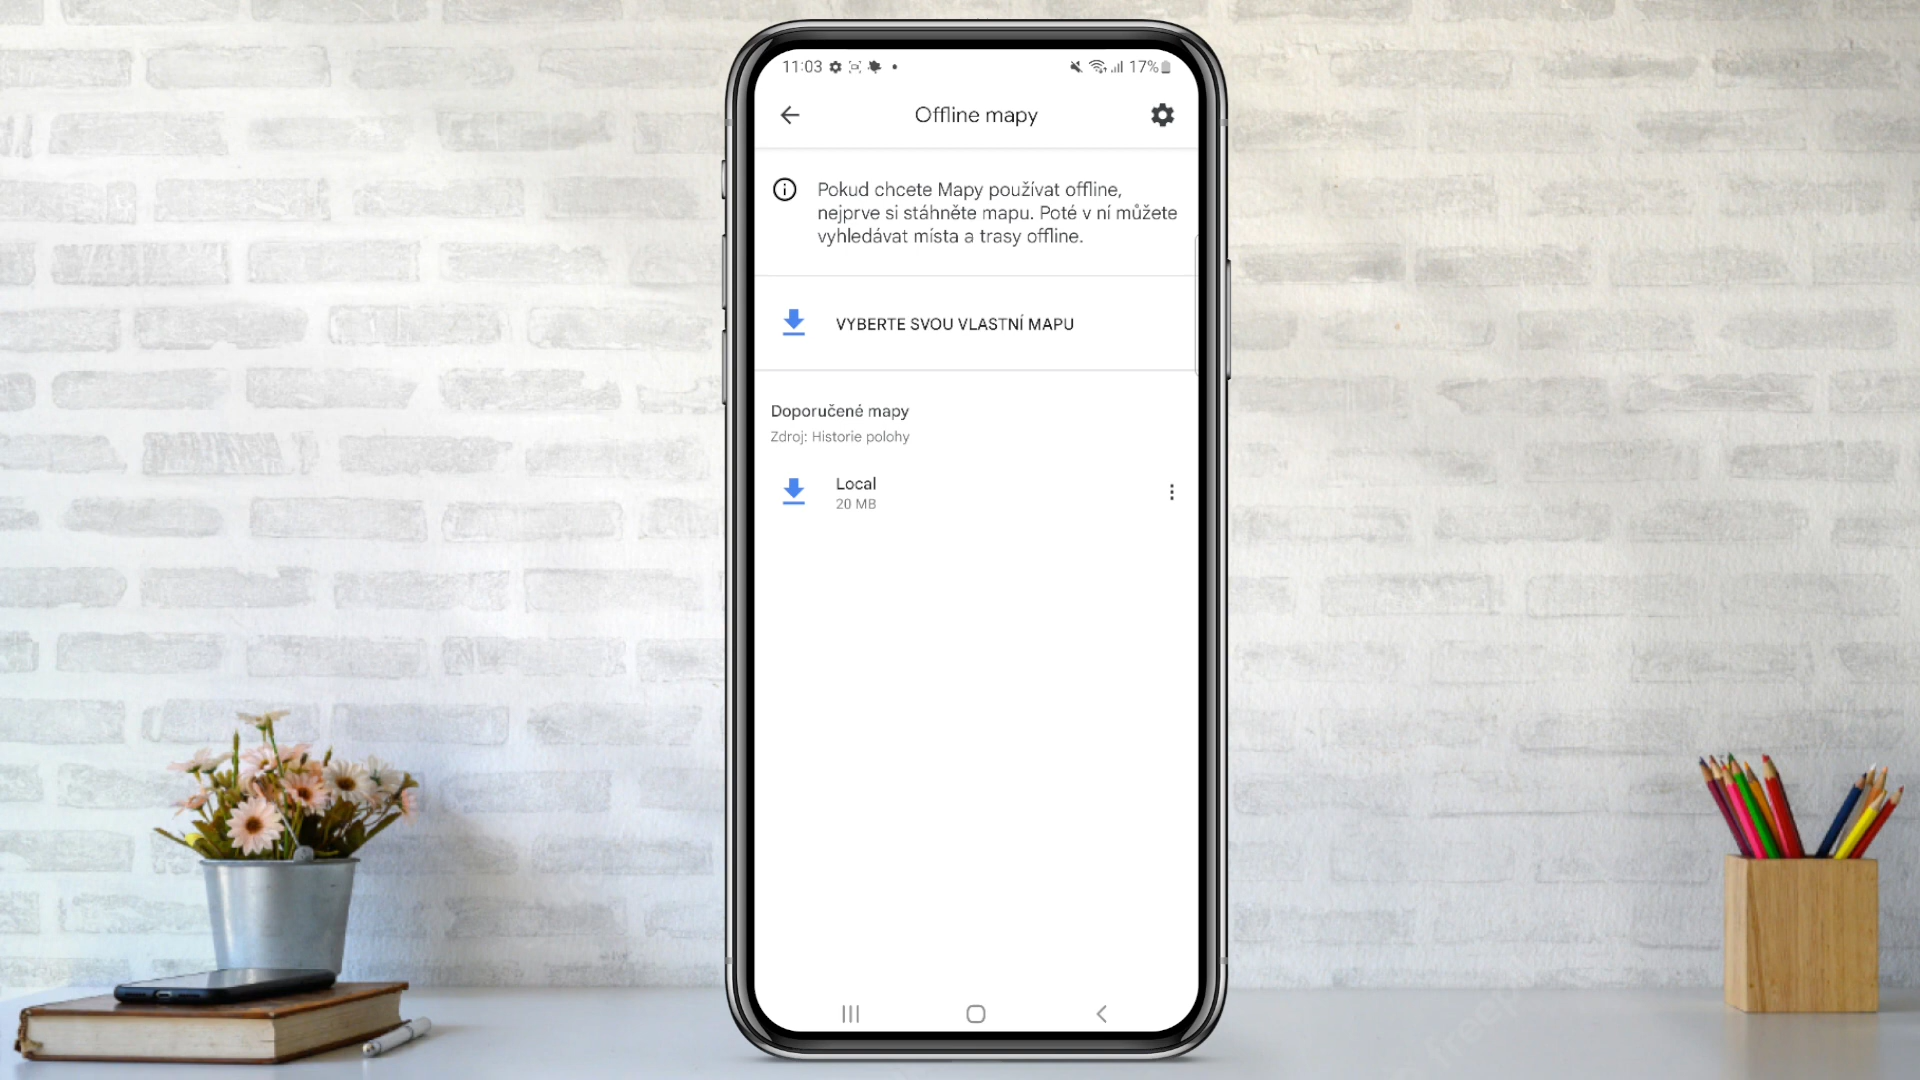 11:03
17%
Offline mapy
Pokud chcete Mapy používat offline,
nejprve si stáhněte mapu. Poté v ní můžete
vyhledávat místa a trasy offline.
VYBERTE SVOU VLASTNÍ MAPU
Doporučené mapy
Zdroj: Historie polohy
Local
20 MB